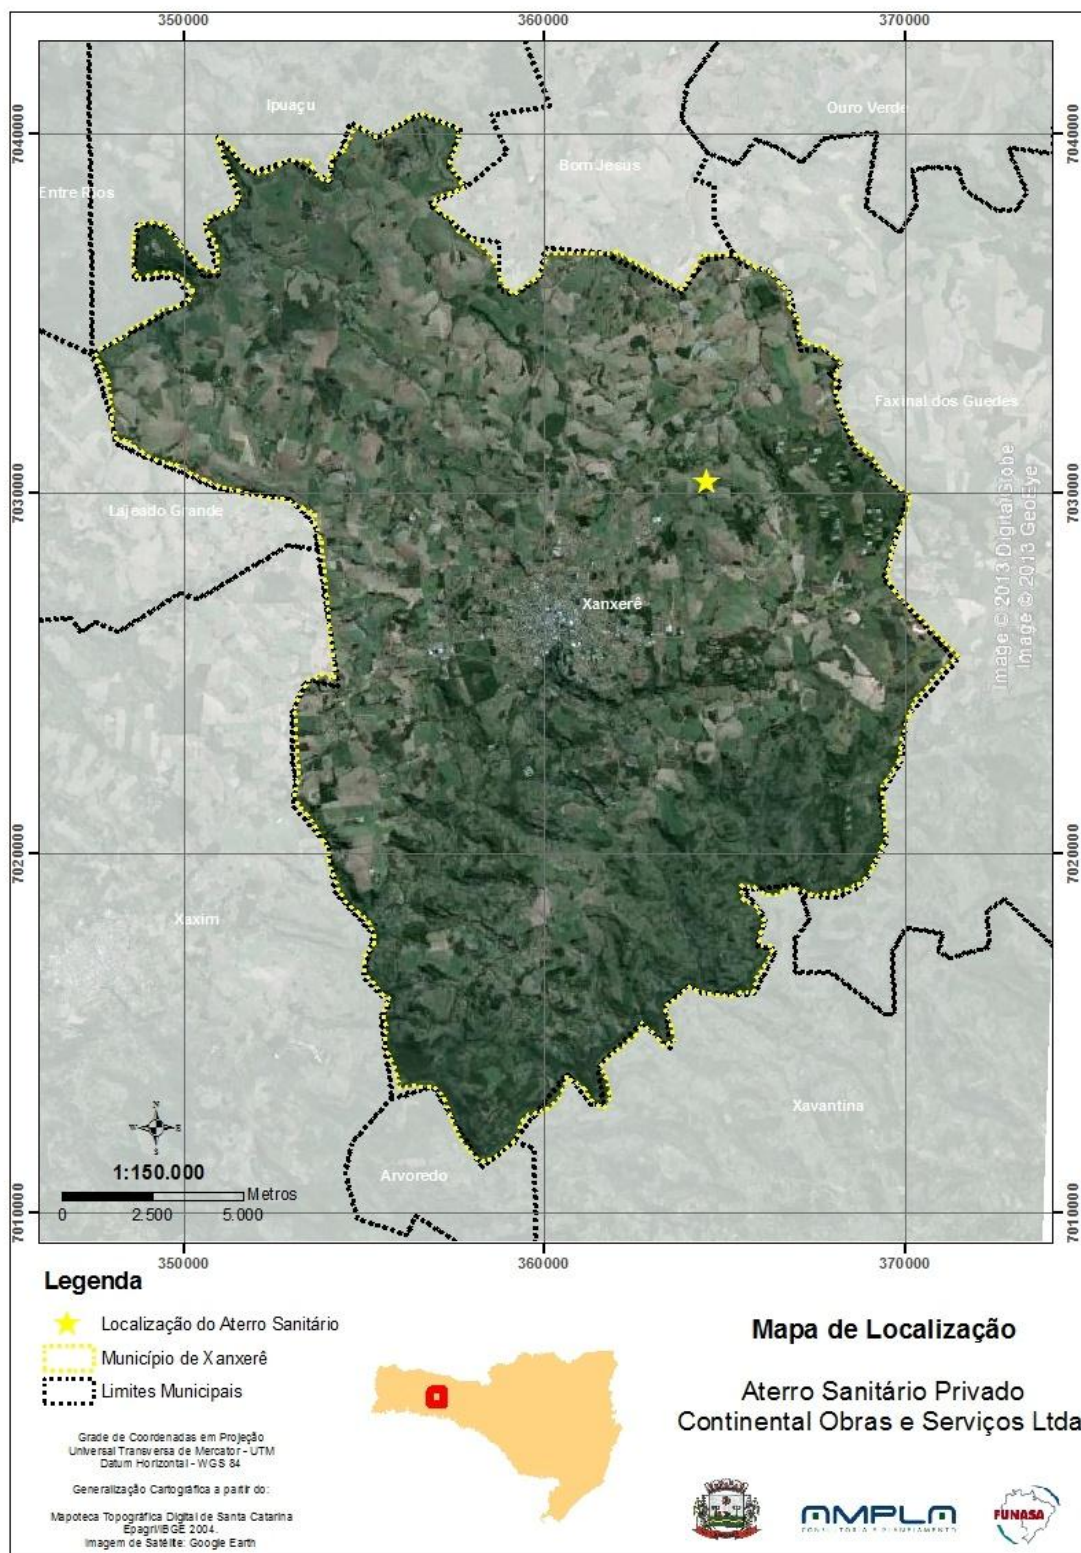 350000 360000 370000
Ipuaçu
Ouro Verde
7040000 7040000
Bom Jesus
Entre Rios
Faxinal dos Guedes
Image © 2013 DigitalGlobe
Image © 2013 GeoEye
7030000 7030000
Lajeado Grande
Xanxerê
7020000 7020000
Xaxim
Xavantina
N
W E
S
1:150.000
Arvoredo
Metros
0 2.500 5.000
7010000 7010000
350000 360000 370000
Legenda
Localização do Aterro Sanitário
Município de Xanxerê
Limites Municipais
Grade de Coordenadas em Projeção
Universal Transversa de Mercator - UTM
Datum Horizontal - WGS 84
Generalização Cartográfica a partir do:
Mapoteca Topográfica Digital de Santa Catarina
Epagri/IBGE 2004.
Imagem de Satélite: Google Earth
Mapa de Localização
Aterro Sanitário Privado
Continental Obras e Serviços Ltda
AMPLA
CONSULTORIA E PLANEJAMENTO
FUNASA